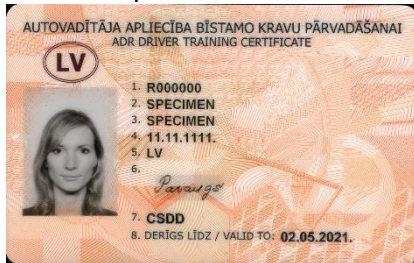 AUTOVADĪTĀJA APLIECĪBA BĪSTAMO KRAVU PĀRVADĀŠANAI
ADR DRIVER TRAINING CERTIFICATE
LV
1. R000000
2. SPECIMEN
3. SPECIMEN
4. 11.11.1111.
5. LV
6. Paraugs
7. CSDD
8. DERĪGS LĪDZ / VALID TO: 02.05.2021.